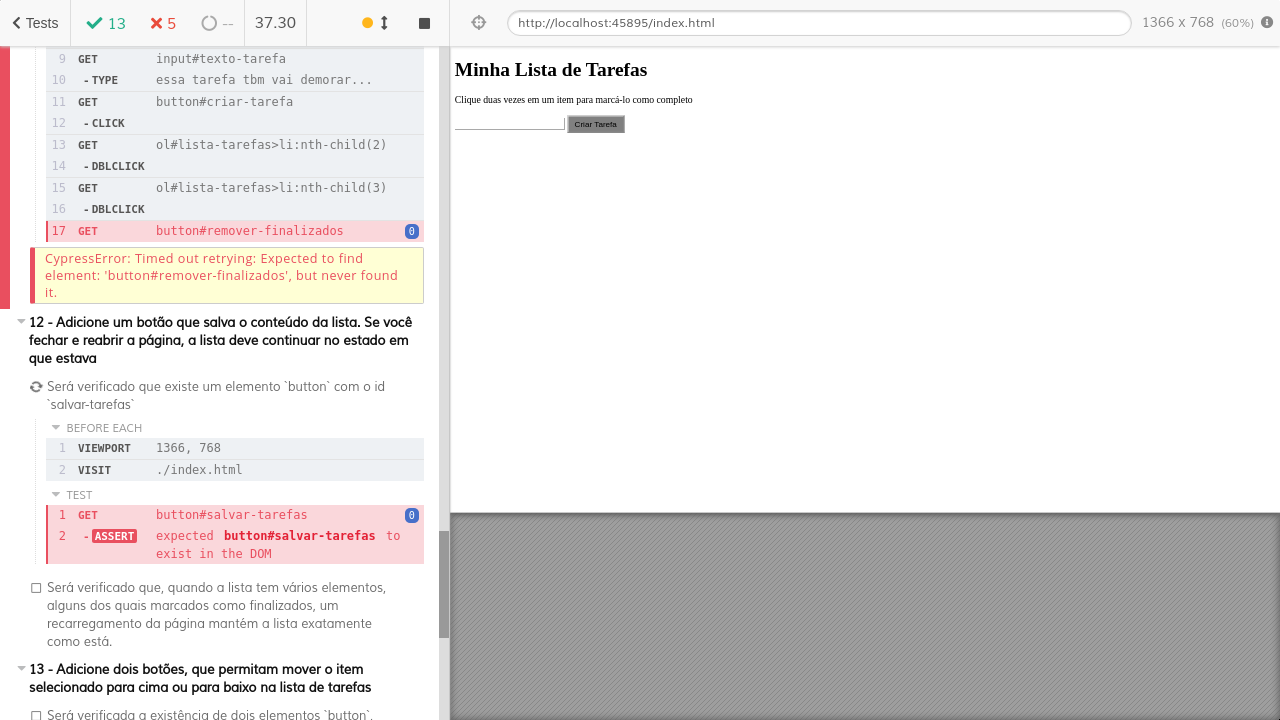 Tests 13 5 -- 37.30
http://localhost:45895/index.html 1366 x 768 (60%)
9 GET input#texto-tarefa
10 - TYPE essa tarefa tbm vai demorar...
11 GET button#criar-tarefa
12 - CLICK
13 GET ol#lista-tarefas>li:nth-child(2)
14 - DBLCLICK
15 GET ol#lista-tarefas>li:nth-child(3)
16 - DBLCLICK
17 GET button#remover-finalizados 0
CypressError: Timed out retrying: Expected to find
element: 'button#remover-finalizados', but never found
it.
12 - Adicione um botão que salva o conteúdo da lista. Se você
fechar e reabrir a página, a lista deve continuar no estado em
que estava
Será verificado que existe um elemento `button` com o id
`salvar-tarefas`
BEFORE EACH
1 VIEWPORT 1366, 768
2 VISIT ./index.html
TEST
1 GET button#salvar-tarefas 0
2 - ASSERT expected button#salvar-tarefas to
exist in the DOM
Será verificado que, quando a lista tem vários elementos,
alguns dos quais marcados como finalizados, um
recarregamento da página mantém a lista exatamente
como está.
13 - Adicione dois botões, que permitam mover o item
selecionado para cima ou para baixo na lista de tarefas
Será verificada a existência de dois elementos `button`,
Minha Lista de Tarefas
Clique duas vezes em um item para marcá-lo como completo
Criar Tarefa